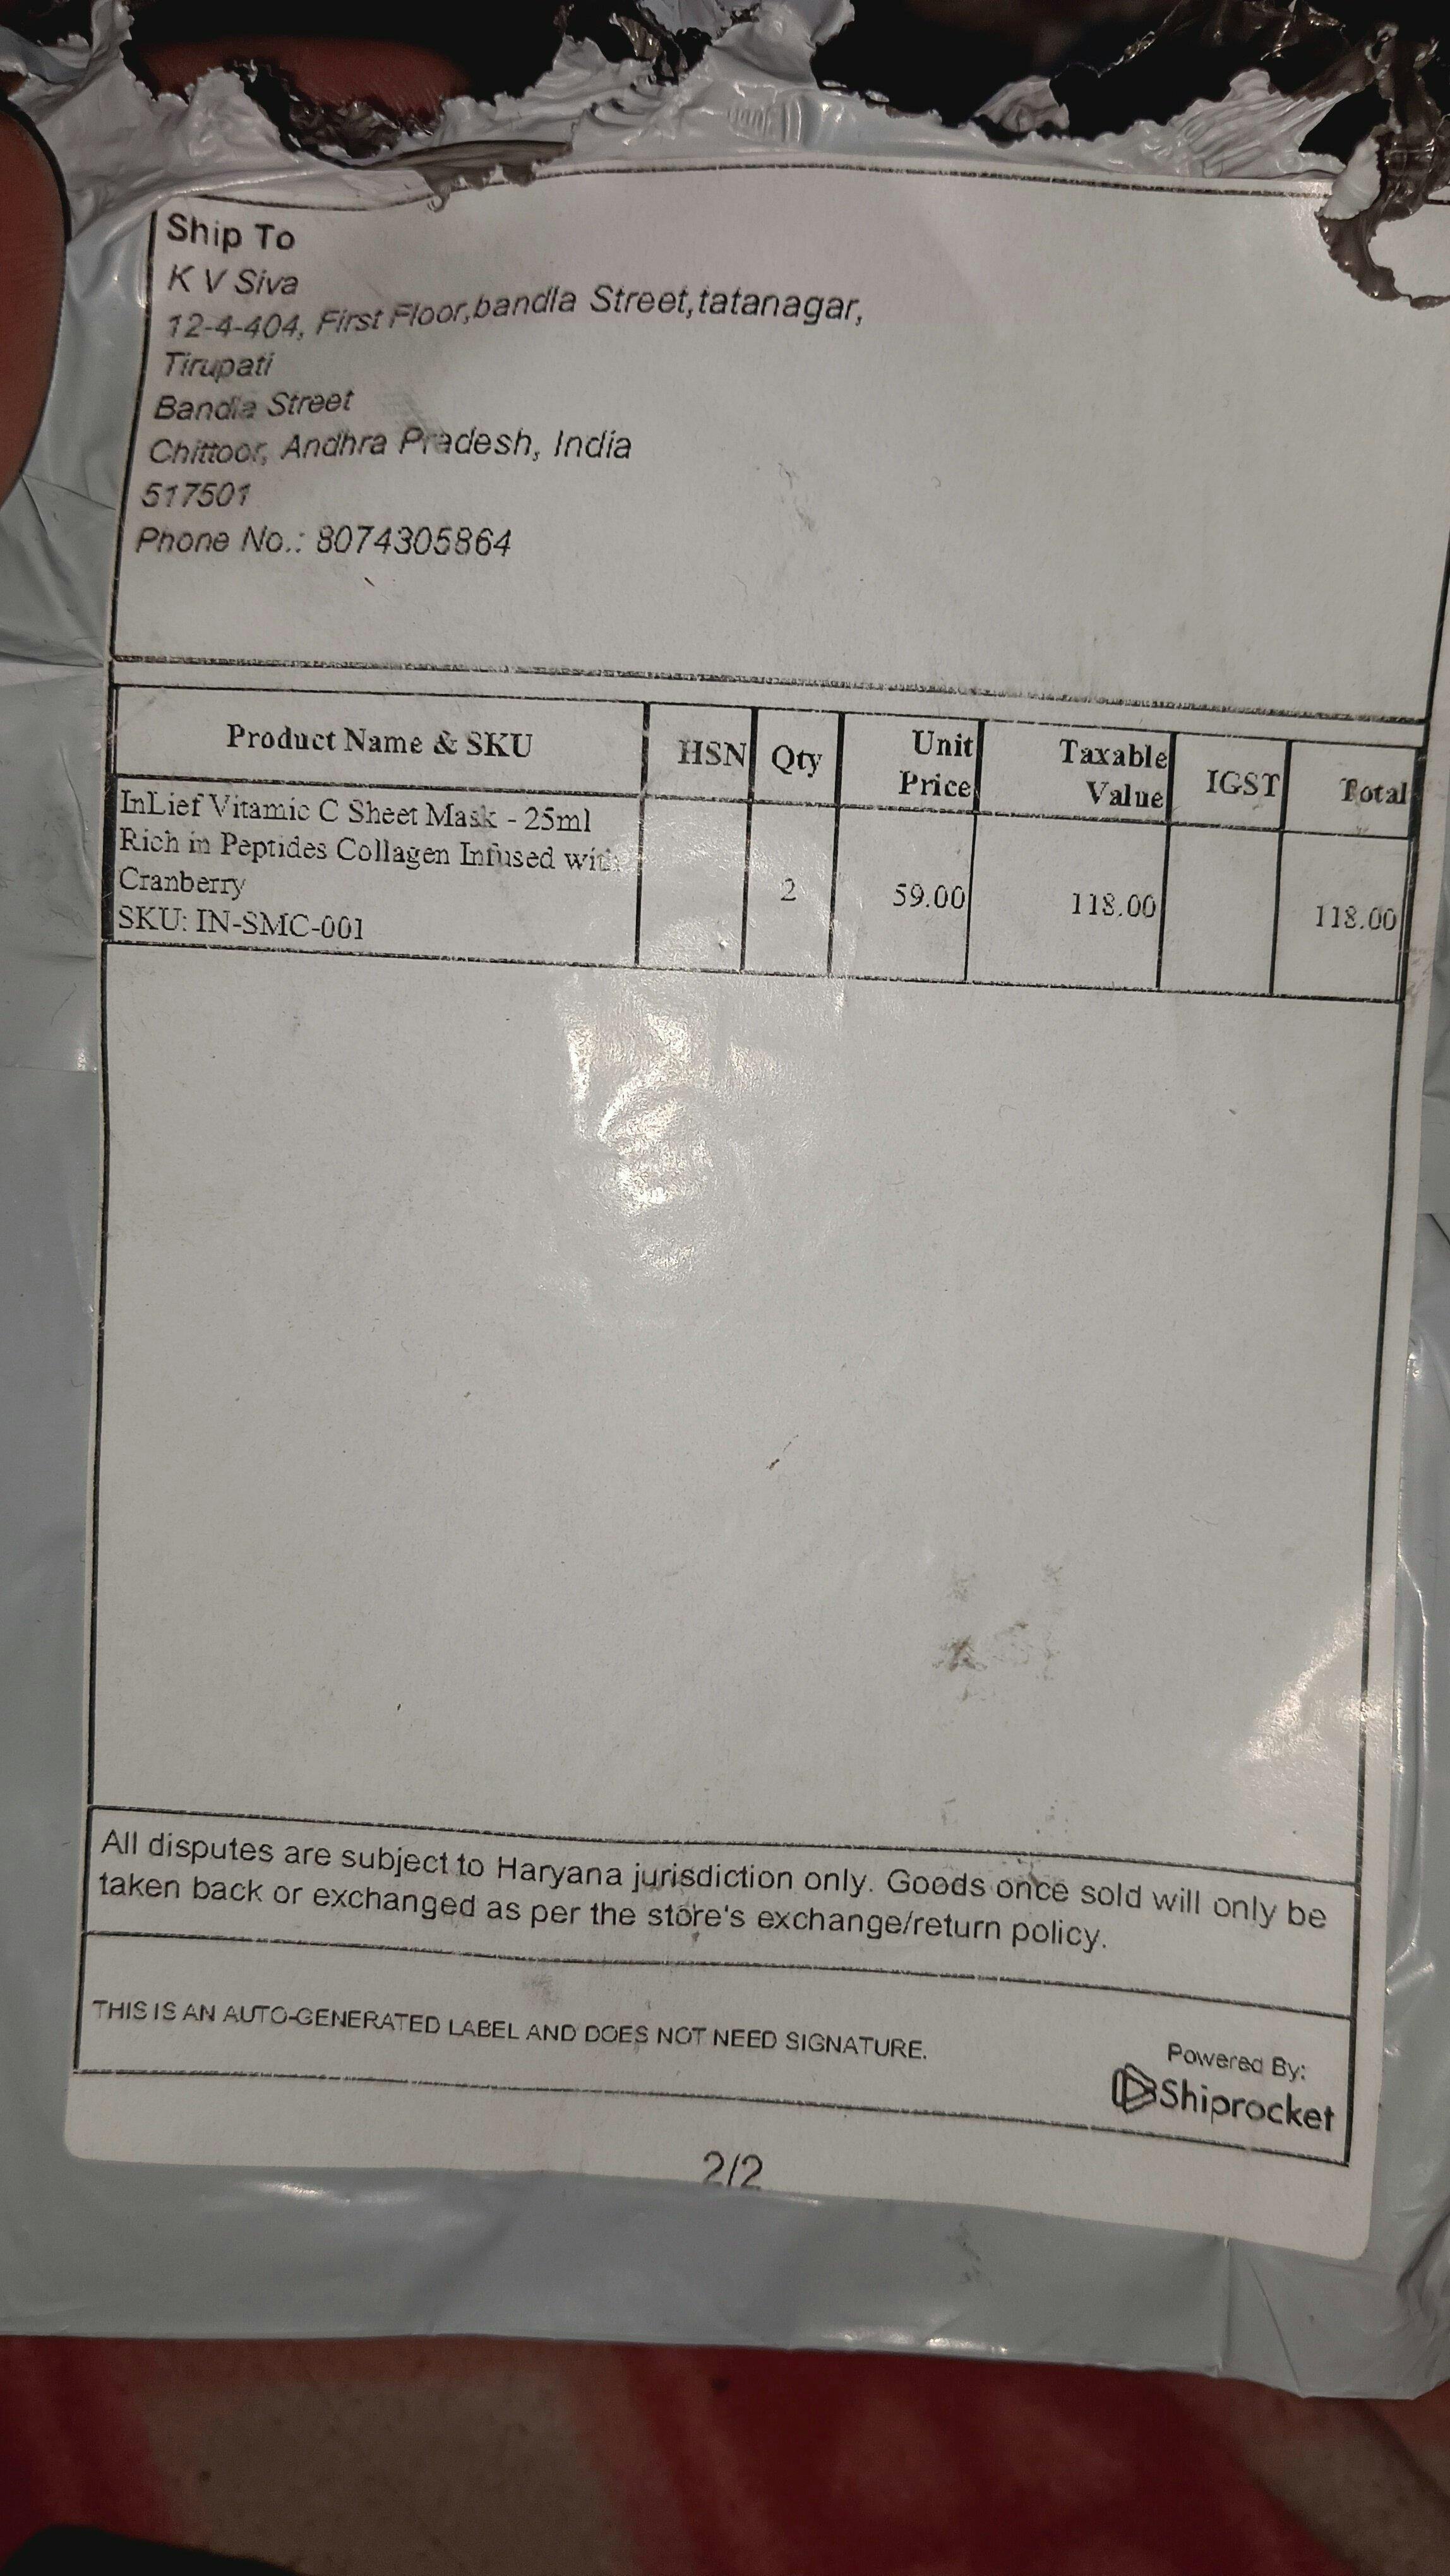 Ship To
K V Siva
12-4-404, First Floor,bandla Street,tatanagar,
Tirupati
Bandla Street
Chittoor, Andhra Pradesh, India
517501
Phone No.: 8074305864
Product Name & SKU HSN Qty Unit Price Taxable Value IGST Total
InLief Vitamic C Sheet Mask - 25ml
Rich in Peptides Collagen Infused with
Cranberry
SKU: IN-SMC-001
2 59.00 118.00 118.00
All disputes are subject to Haryana jurisdiction only. Goods once sold will only be
taken back or exchanged as per the store's exchange/return policy.
THIS IS AN AUTO-GENERATED LABEL AND DOES NOT NEED SIGNATURE.
Powered By:
Shiprocket
2/2